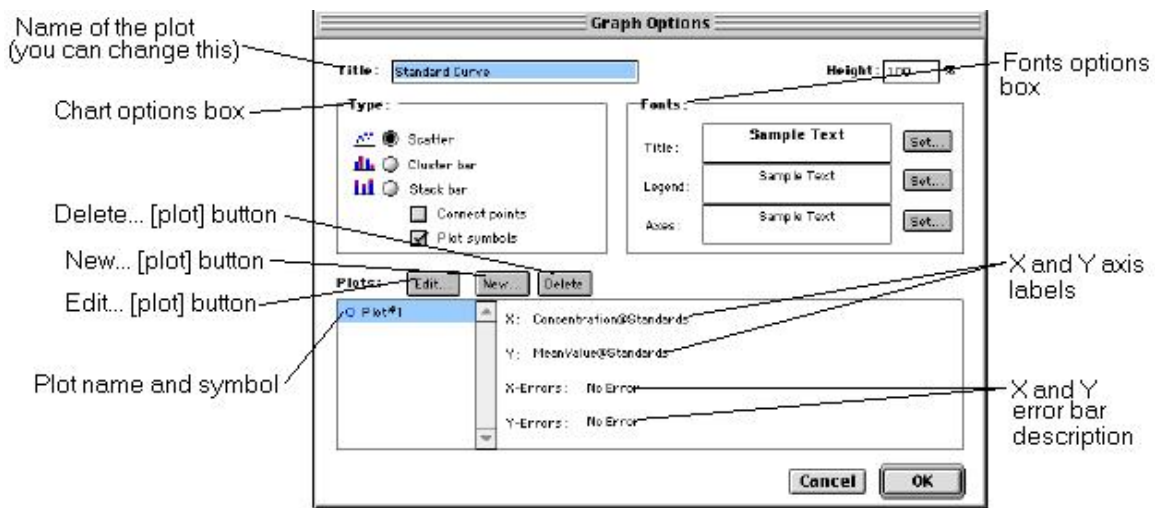 Graph Options
Name of the plot
(you can change this)
Title: Standard Curve
Height: 100 %
Fonts options
box
Chart options box
Type:
Scatter
Cluster bar
Stack bar
Connect points
Plot symbols
Fonts:
Title: Sample Text Set...
Legend: Sample Text Set...
Axes: Sample Text Set...
Delete... [plot] button
New... [plot] button
Edit... [plot] button
Plots: Edit... New... Delete
X and Y axis
labels
Plot#1
X: Concentration@Standards
Y: MeanValue@Standards
X-Errors: No Error
Y-Errors: No Error
Plot name and symbol
X and Y
error bar
description
Cancel OK